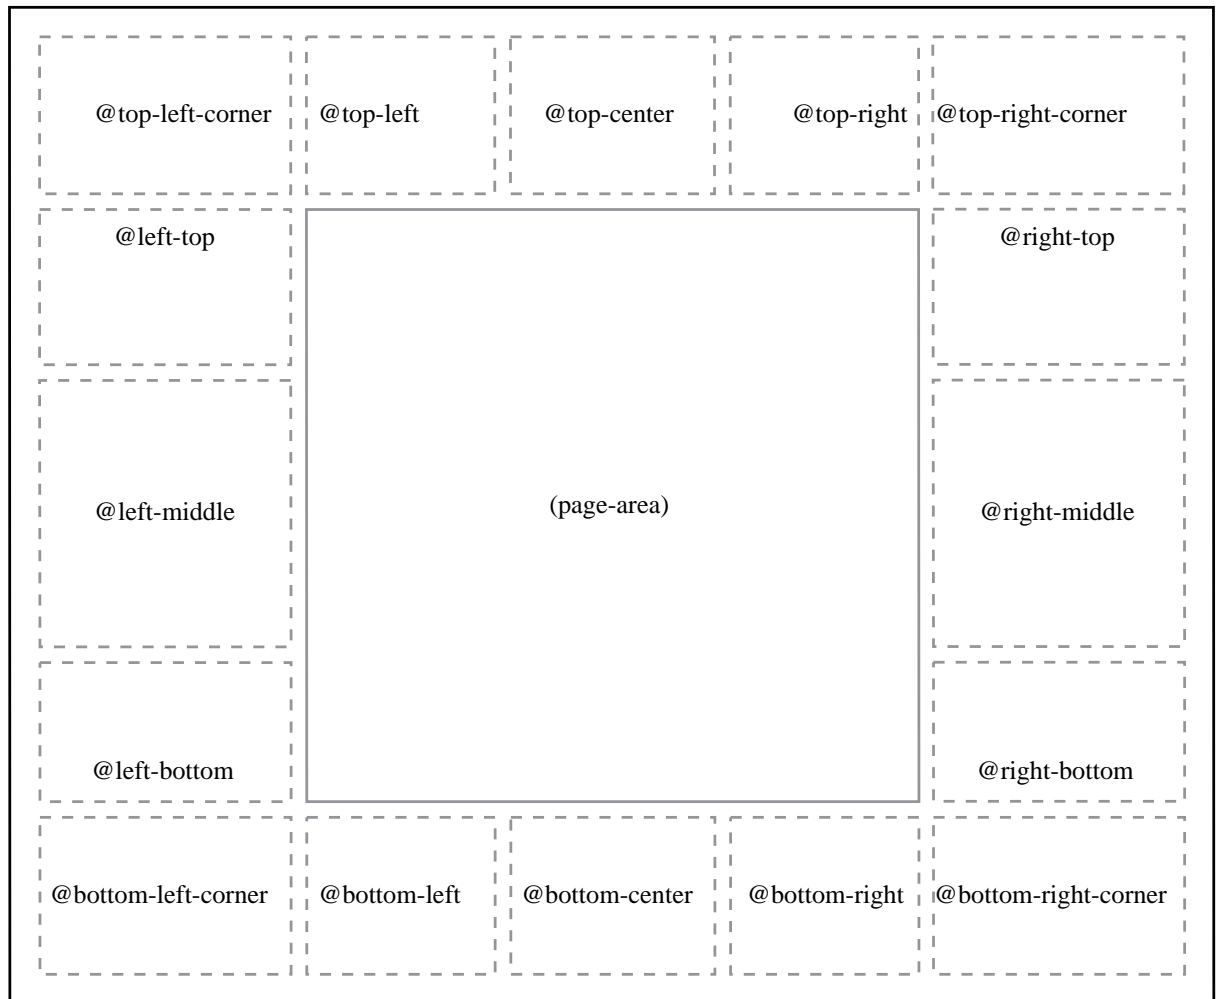 @top-left-corner @top-left @top-center @top-right @top-right-corner
@left-top @right-top
@left-middle (page-area) @right-middle
@left-bottom @right-bottom
@bottom-left-corner @bottom-left @bottom-center @bottom-right @bottom-right-corner